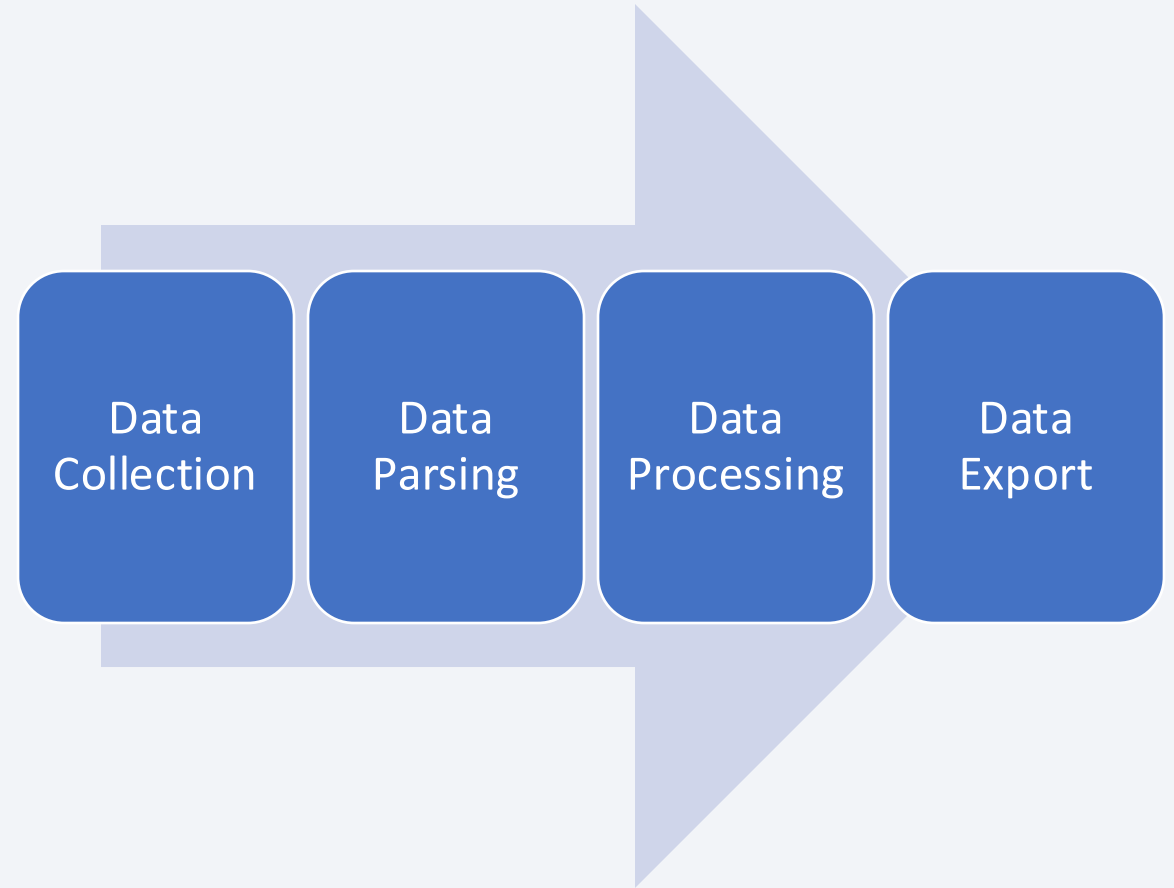 Data
Collection
Data
Parsing
Data
Processing
Data
Export